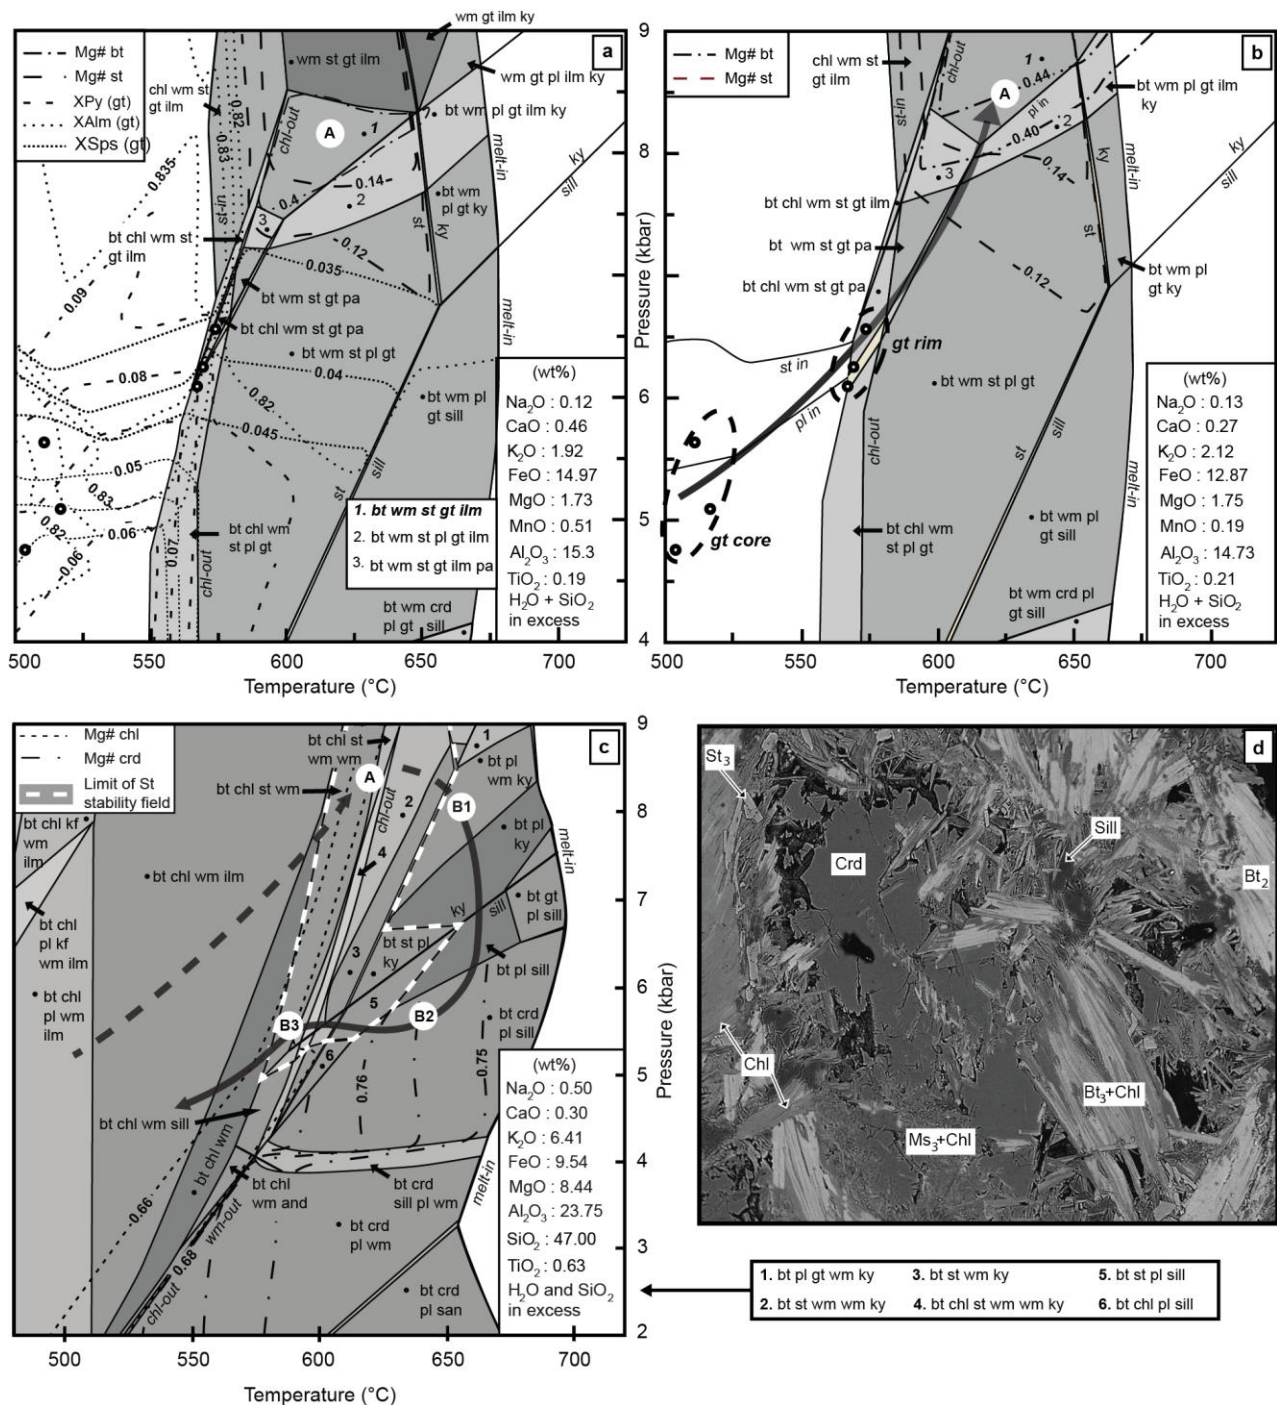 a
Mg# bt
Mg# st
XPy (gt)
XAlm (gt)
XSps (gt)
wm gt ilm ky
wm st gt ilm
wm gt pl ilm ky
chl wm st
gt ilm
0.82
0.83
chl-out
A
1
bt wm pl gt ilm ky
0.835
st-in
0.4
0.14
2
3
melt-in
ky
sill
bt wm
pl gt ky
st
ky
bt chl wm st
gt ilm
0.12
0.035
0.09
bt wm st gt pa
bt chl wm st gt pa
bt wm st pl gt
0.08
0.04
0.82
bt wm pl
gt sill
melt-in
0.045
0.05
st
sill
0.83
0.82
0.06
0.06
0.07
bt chl wm
st pl gt
chl-out
bt wm crd
pl gt sill
1. bt wm st gt ilm
2. bt wm st pl gt ilm
3. bt wm st gt ilm pa
(wt%)
Na2O : 0.12
CaO : 0.46
K2O : 1.92
FeO : 14.97
MgO : 1.73
MnO : 0.51
Al2O3 : 15.3
TiO2 : 0.19
H2O + SiO2
in excess
500
550
600
650
700
Temperature (°C)
9
8
7
6
5
4
Pressure (kbar)
b
Mg# bt
Mg# st
chl wm st
gt ilm
chl-out
st-in
A
1
0.44
pl in
bt wm pl gt ilm
ky
0.40
2
3
0.14
ky
st
melt-in
ky
sill
bt chl wm st gt ilm
bt wm st gt pa
bt chl wm st gt pa
0.12
bt wm pl
gt ky
gt rim
st in
pl in
bt wm st pl gt
chl-out
st
sill
melt-in
gt core
bt chl wm
st pl gt
bt wm pl
gt sill
bt wm crd pl
gt sill
(wt%)
Na2O : 0.13
CaO : 0.27
K2O : 2.12
FeO : 12.87
MgO : 1.75
MnO : 0.19
Al2O3 : 14.73
TiO2 : 0.21
H2O + SiO2
in excess
500
550
600
650
700
Temperature (°C)
c
Mg# chl
Mg# crd
Limit of St
stability field
bt chl st
wm wm
bt chl st wm
A
1
bt pl
wm ky
B1
2
chl-out
4
bt chl kf
wm
ilm
bt chl wm ilm
bt pl
ky
melt-in
bt chl
pl kf
wm ilm
ky
sill
bt gt
pl sill
bt st pl
ky
3
bt pl sill
bt chl
pl wm
ilm
5
B3
B2
bt crd
pl sill
6
0.76
0.75
bt chl wm sill
bt chl wm
bt chl
wm and
bt crd
sill pl wm
melt-in
0.66
wm-out
bt crd
pl wm
0.68
chl-out
bt crd
pl san
(wt%)
Na2O : 0.50
CaO : 0.30
K2O : 6.41
FeO : 9.54
MgO : 8.44
Al2O3 : 23.75
SiO2 : 47.00
TiO2 : 0.63
H2O and SiO2
in excess
9
8
7
6
5
4
3
2
Pressure (kbar)
500
550
600
650
700
Temperature (°C)
d
St3
Sill
Crd
Bt2
Chl
Bt3+Chl
Ms3+Chl
1. bt pl gt wm ky
3. bt st wm ky
5. bt st pl sill
2. bt st wm wm ky
4. bt chl st wm wm ky
6. bt chl pl sill